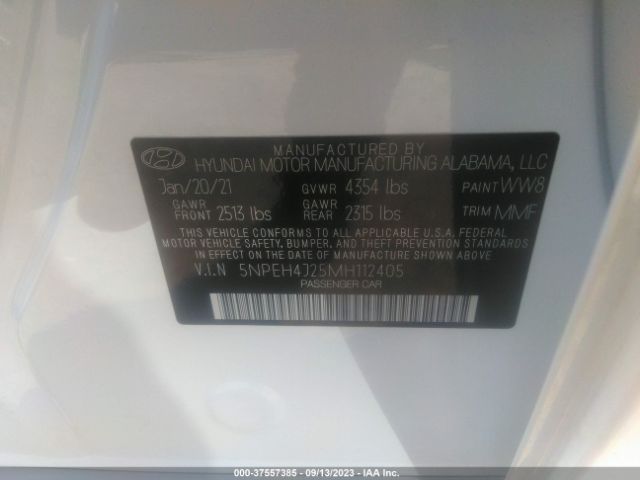 MANUFACTURED BY
HYUNDAI MOTOR MANUFACTURING ALABAMA, LLC
Jan/20/21 GVWR 4354 lbs PAINT WW8
GAWR FRONT 2513 lbs GAWR REAR 2315 lbs TRIM MMF
THIS VEHICLE CONFORMS TO ALL APPLICABLE U.S.A. FEDERAL
MOTOR VEHICLE SAFETY, BUMPER, AND THEFT PREVENTION STANDARDS
IN EFFECT ON THE DATE OF MANUFACTURE SHOWN ABOVE.
V.I.N 5NPEH4J25MH112405
PASSENGER CAR
000-37557385 - 09/13/2023 - IAA Inc.